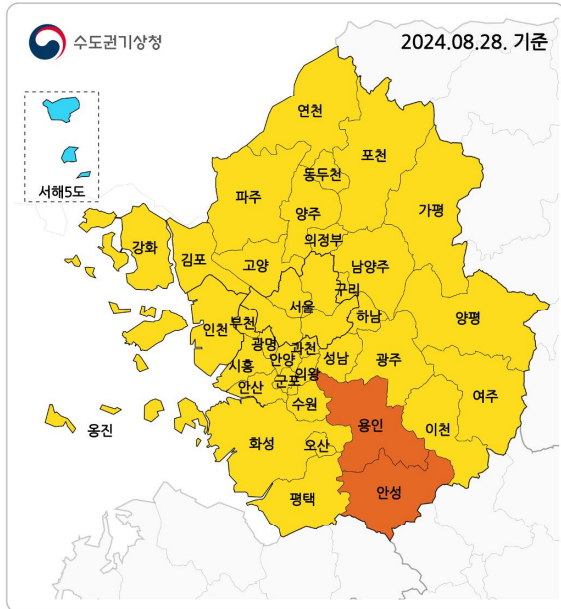 수도권기상청
2024.08.28. 기준
서해5도
연천
포천
동두천
파주
가평
양주
강화
의정부
김포
고양
남양주
구리
서울
양평
인천
부천
하남
광명
과천
시흥
안양
성남
광주
의왕
안산
군포
여주
수원
용인
이천
옹진
화성
오산
평택
안성